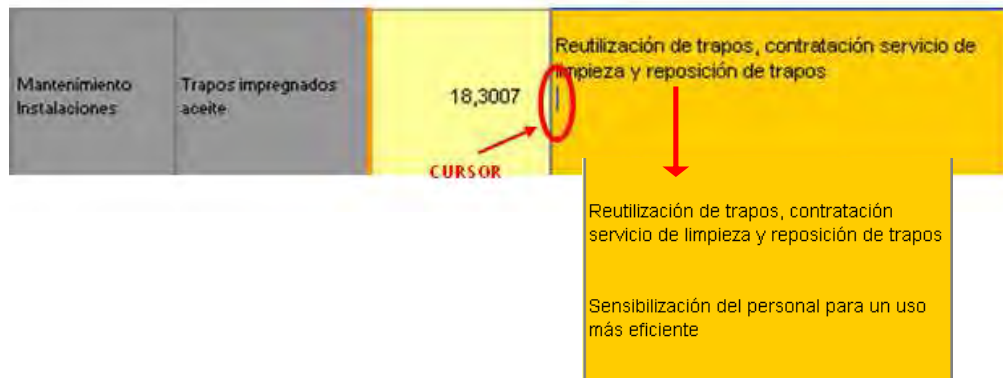 Mantenimiento
Instalaciones
Trapos impregnados
aceite
18,3007
Reutilización de trapos, contratación servicio de
limpieza y reposición de trapos
CURSOR
Reutilización de trapos, contratación
servicio de limpieza y reposición de trapos
Sensibilización del personal para un uso
más eficiente